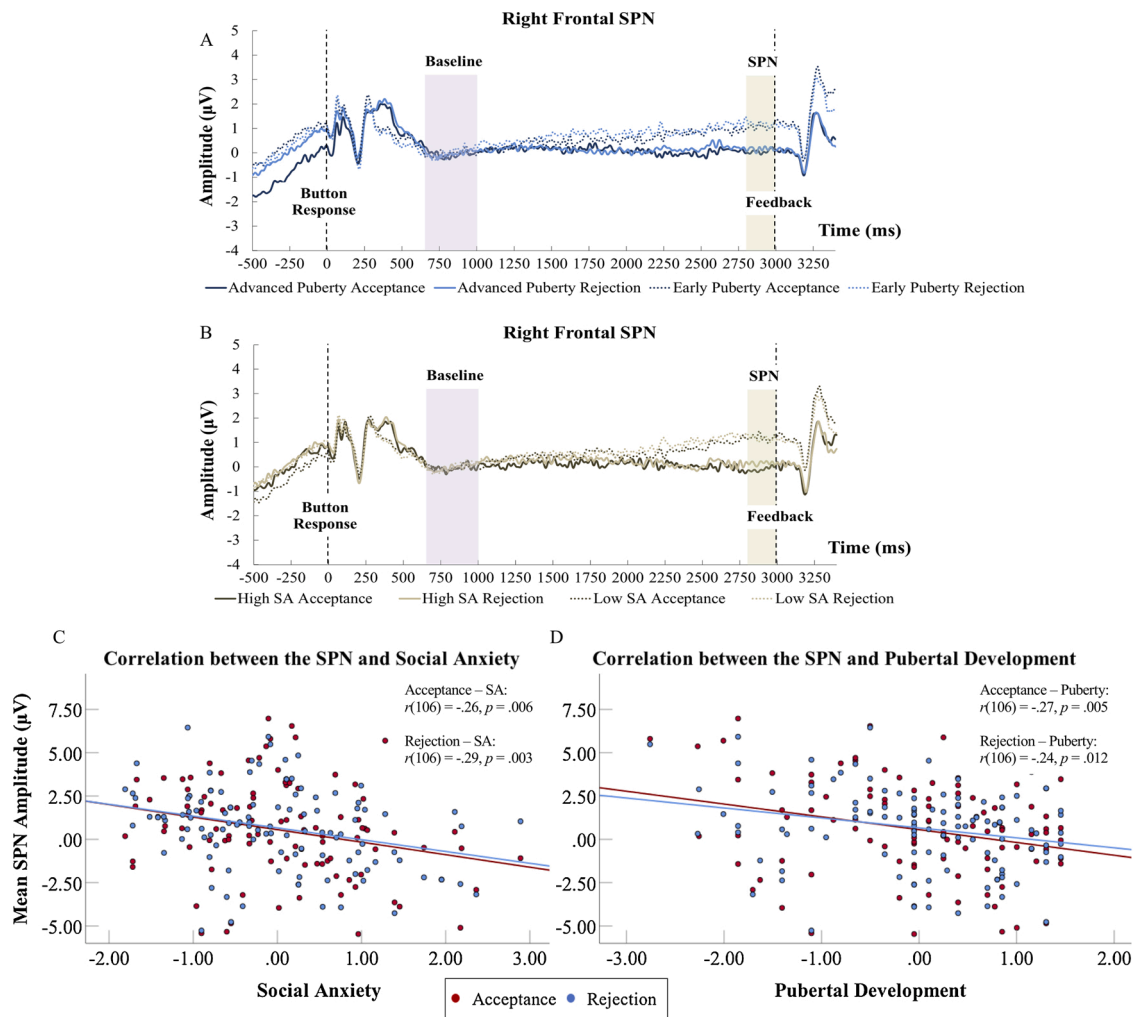 Right Frontal SPN
A
5
4
3
2
1
0
-1
-2
-3
-4
Amplitude (µV)
Baseline
SPN
Button
Response
Feedback
Time (ms)
-500 -250 0 250 500 750 1000 1250 1500 1750 2000 2250 2500 2750 3000 3250
Advanced Puberty Acceptance Advanced Puberty Rejection Early Puberty Acceptance Early Puberty Rejection
B
Right Frontal SPN
5
4
3
2
1
0
-1
-2
-3
-4
Amplitude (µV)
Baseline
SPN
Button
Response
Feedback
Time (ms)
-500 -250 0 250 500 750 1000 1250 1500 1750 2000 2250 2500 2750 3000 3250
High SA Acceptance High SA Rejection Low SA Acceptance Low SA Rejection
C
Correlation between the SPN and Social Anxiety
Acceptance – SA:
r(106) = -.26, p = .006
Rejection – SA:
r(106) = -.29, p = .003
Mean SPN Amplitude (µV)
7.50
5.00
2.50
.00
-2.50
-5.00
-2.00 -1.00 .00 1.00 2.00 3.00
Social Anxiety
D
Correlation between the SPN and Pubertal Development
Acceptance – Puberty:
r(106) = -.27, p = .005
Rejection – Puberty:
r(106) = -.24, p = .012
7.50
5.00
2.50
.00
-2.50
-5.00
-3.00 -2.00 -1.00 .00 1.00 2.00
Pubertal Development
Acceptance Rejection